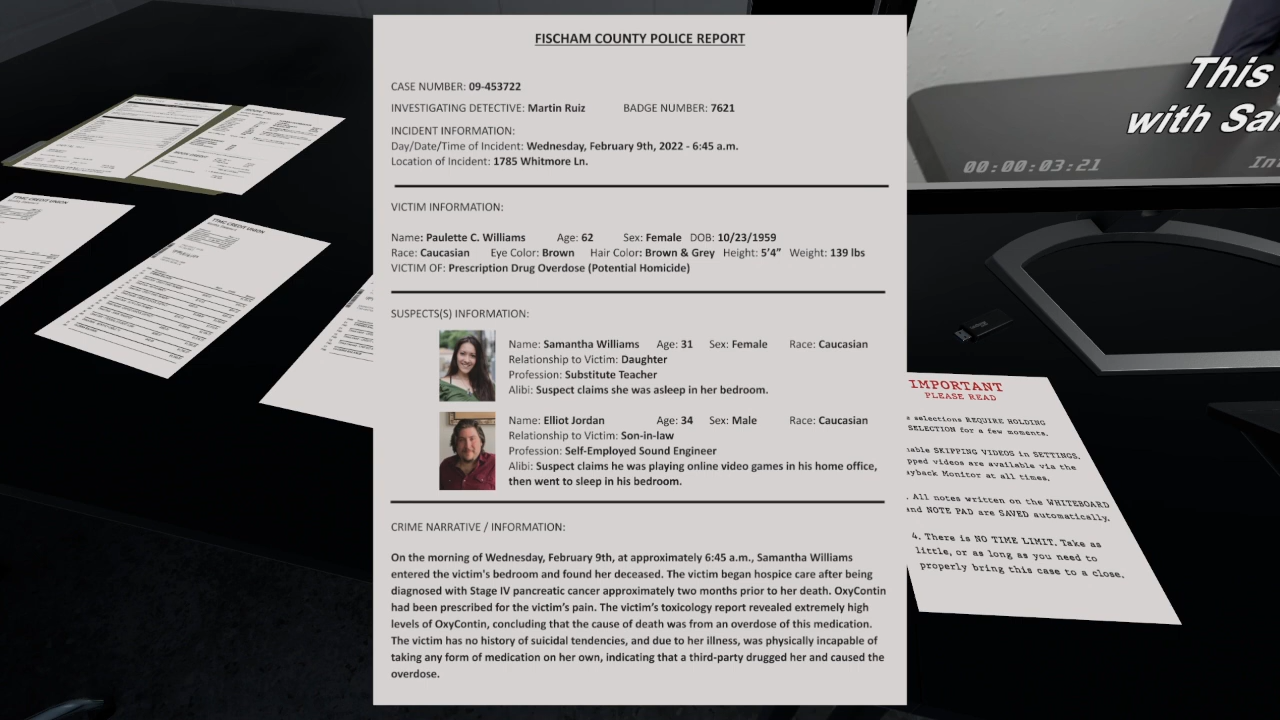 FISCHAM COUNTY POLICE REPORT
CASE NUMBER: 09-453722
INVESTIGATING DETECTIVE: Martin Ruiz BADGE NUMBER: 7621
INCIDENT INFORMATION:
Day/Date/Time of Incident: Wednesday, February 9th, 2022 - 6:45 a.m.
Location of Incident: 1785 Whitmore Ln.
VICTIM INFORMATION:
Name: Paulette C. Williams Age: 62 Sex: Female DOB: 10/23/1959
Race: Caucasian Eye Color: Brown Hair Color: Brown & Grey Height: 5'4" Weight: 139 lbs
VICTIM OF: Prescription Drug Overdose (Potential Homicide)
SUSPECTS(S) INFORMATION:
Name: Samantha Williams Age: 31 Sex: Female Race: Caucasian
Relationship to Victim: Daughter
Profession: Substitute Teacher
Alibi: Suspect claims she was asleep in her bedroom.
Name: Elliot Jordan Age: 34 Sex: Male Race: Caucasian
Relationship to Victim: Son-in-law
Profession: Self-Employed Sound Engineer
Alibi: Suspect claims he was playing online video games in his home office,
then went to sleep in his bedroom.
CRIME NARRATIVE / INFORMATION:
On the morning of Wednesday, February 9th, at approximately 6:45 a.m., Samantha Williams
entered the victim's bedroom and found her deceased. The victim began hospice care after being
diagnosed with Stage IV pancreatic cancer approximately two months prior to her death. OxyContin
had been prescribed for the victim's pain. The victim's toxicology report revealed extremely high
levels of OxyContin, concluding that the cause of death was from an overdose of this medication.
The victim has no history of suicidal tendencies, and due to her illness, was physically incapable of
taking any form of medication on her own, indicating that a third-party drugged her and caused the
overdose.
This
with Sa
00:00:03:21
In
TTMC CREDIT UNION
TTMC CREDIT UNION
IMPORTANT
PLEASE READ
selections REQUIRE HOLDING
SELECTION for a few moments.
able SKIPPING VIDEOS in SETTINGS.
pped videos are available via the
yback Monitor at all times.
. All notes written on the WHITEBOARD
and NOTE PAD are SAVED automatically.
4. There is NO TIME LIMIT. Take as
little, or as long as you need to
properly bring this case to a close.